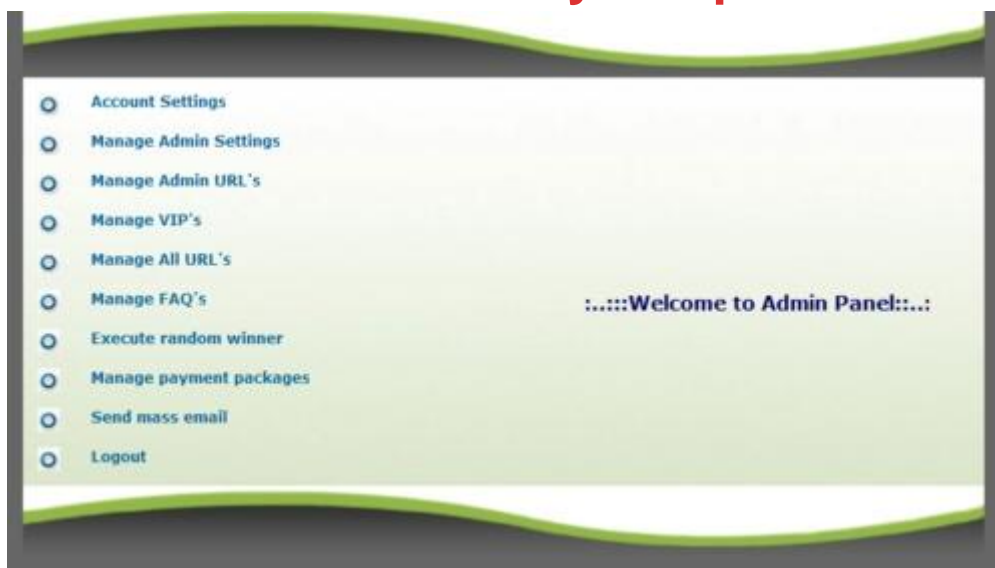 Account Settings
Manage Admin Settings
Manage Admin URL's
Manage VIP's
Manage All URL's
Manage FAQ's
Execute random winner
Manage payment packages
Send mass email
Logout
:..:::Welcome to Admin Panel::..: